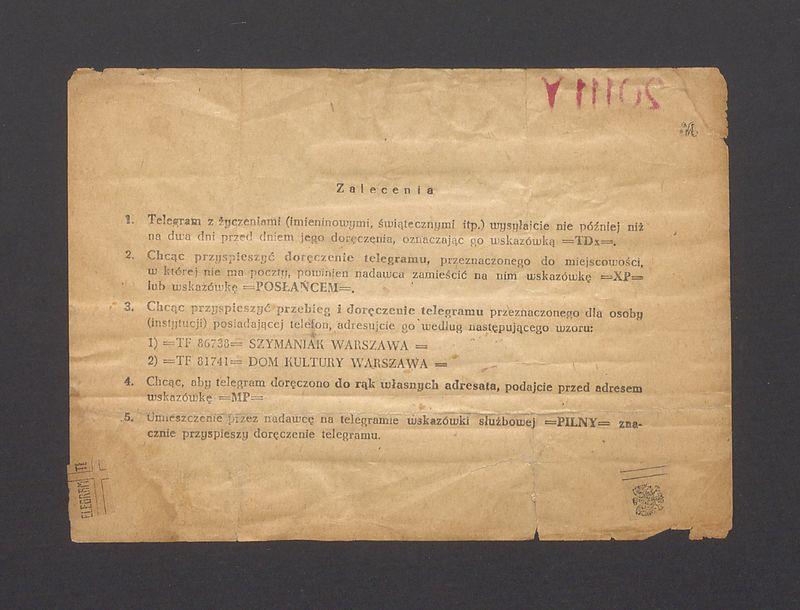 Zalecenia
1. Telegram z życzeniami (imieninowymi, świątecznymi itp.) wysyłajcie nie później niż
na dwa dni przed dniem jego doręczenia, oznaczając go wskazówką =TDx=.
2. Chcąc przyspieszyć doręczenie telegramu, przeznaczonego do miejscowości,
w której nie ma poczty, powinien nadawca zamieścić na nim wskazówkę =XP=
lub wskazówkę =POSŁAŃCEM=.
3. Chcąc przyspieszyć przebieg i doręczenie telegramu przeznaczonego dla osoby
(instytucji) posiadającej telefon, adresujcie go według następującego wzoru:
1) =TF 86738= SZYMANIAK WARSZAWA =
2) =TF 81741= DOM KULTURY WARSZAWA =
4. Chcąc, aby telegram doręczono do rąk własnych adresata, podajcie przed adresem
wskazówkę =MP=
5. Umieszczenie przez nadawcę na telegramie wskazówki służbowej =PILNY= zna-
cznie przyspieszy doręczenie telegramu.